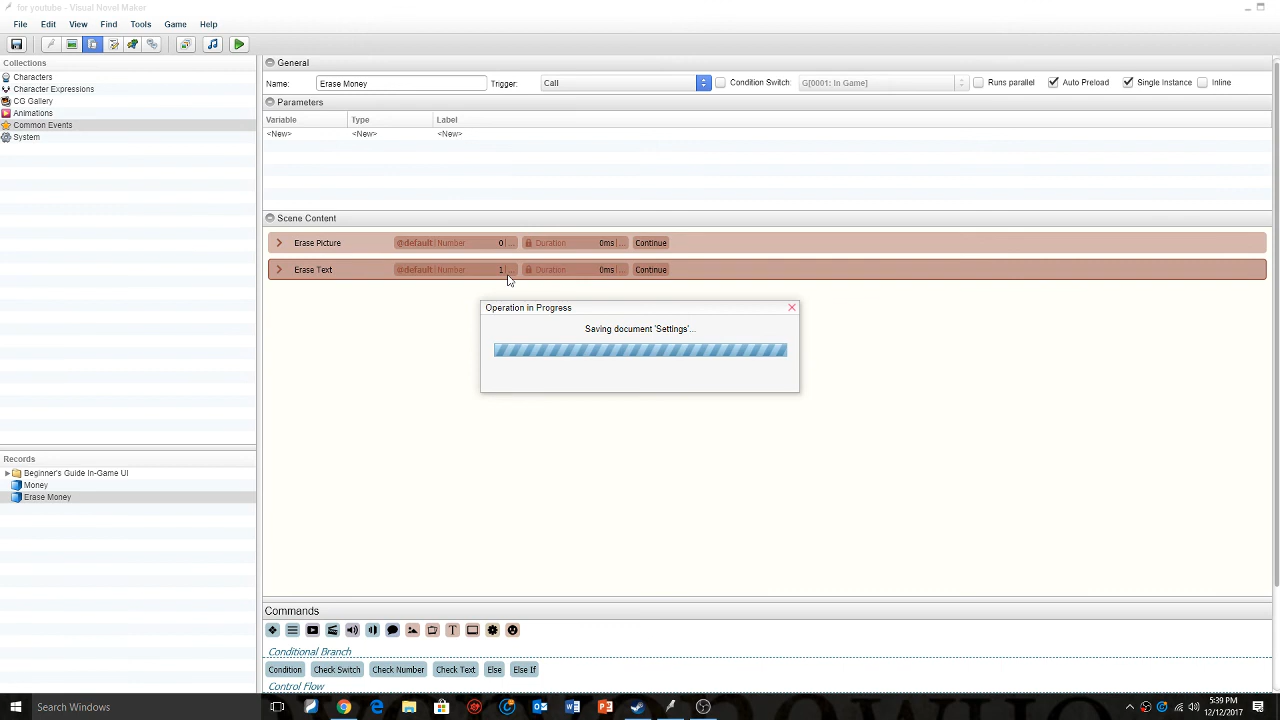 for youtube - Visual Novel Maker
File Edit View Find Tools Game Help
Collections
Characters
Character Expressions
CG Gallery
Animations
Common Events
System
General
Name: Erase Money Trigger: Call Condition Switch: G[0001: In Game] Runs parallel Auto Preload Single Instance Inline
Parameters
Variable Type Label
<New> <New> <New>
Scene Content
Erase Picture @default Number 0 ... Duration 0ms ... Continue
Erase Text @default Number 1 ... Duration 0ms ... Continue
Operation in Progress
Saving document 'Settings'...
Records
Beginner's Guide In-Game UI
Money
Erase Money
Commands
Conditional Branch
Condition Check Switch Check Number Check Text Else Else If
Control Flow
Search Windows
5:39 PM
12/12/2017